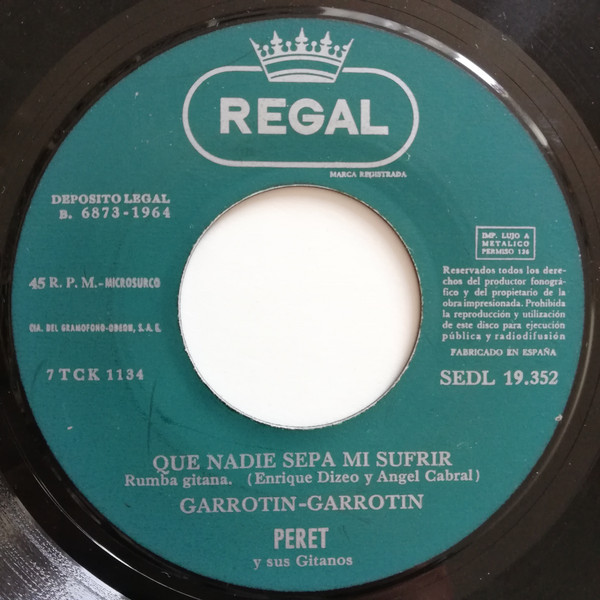 REGAL
MARCA REGISTRADA
DEPOSITO LEGAL
B. 6873-1964
45 R. P. M.-MICROSURCO
CIA. DEL GRAMOFONO-ODEON, S. A. E.
7 TCK 1134
IMP. LUJO A
METALICO
PERMISO 136
Reservados todos los dere-
chos del productor fonográ-
fico y del propietario de la
obra impresionada. Prohibida
la reproducción y utilización
de este disco para ejecución
pública y radiodifusión
FABRICADO EN ESPAÑA
SEDL 19.352
QUE NADIE SEPA MI SUFRIR
Rumba gitana. (Enrique Dizeo y Angel Cabral)
GARROTIN-GARROTIN
PERET
y sus Gitanos